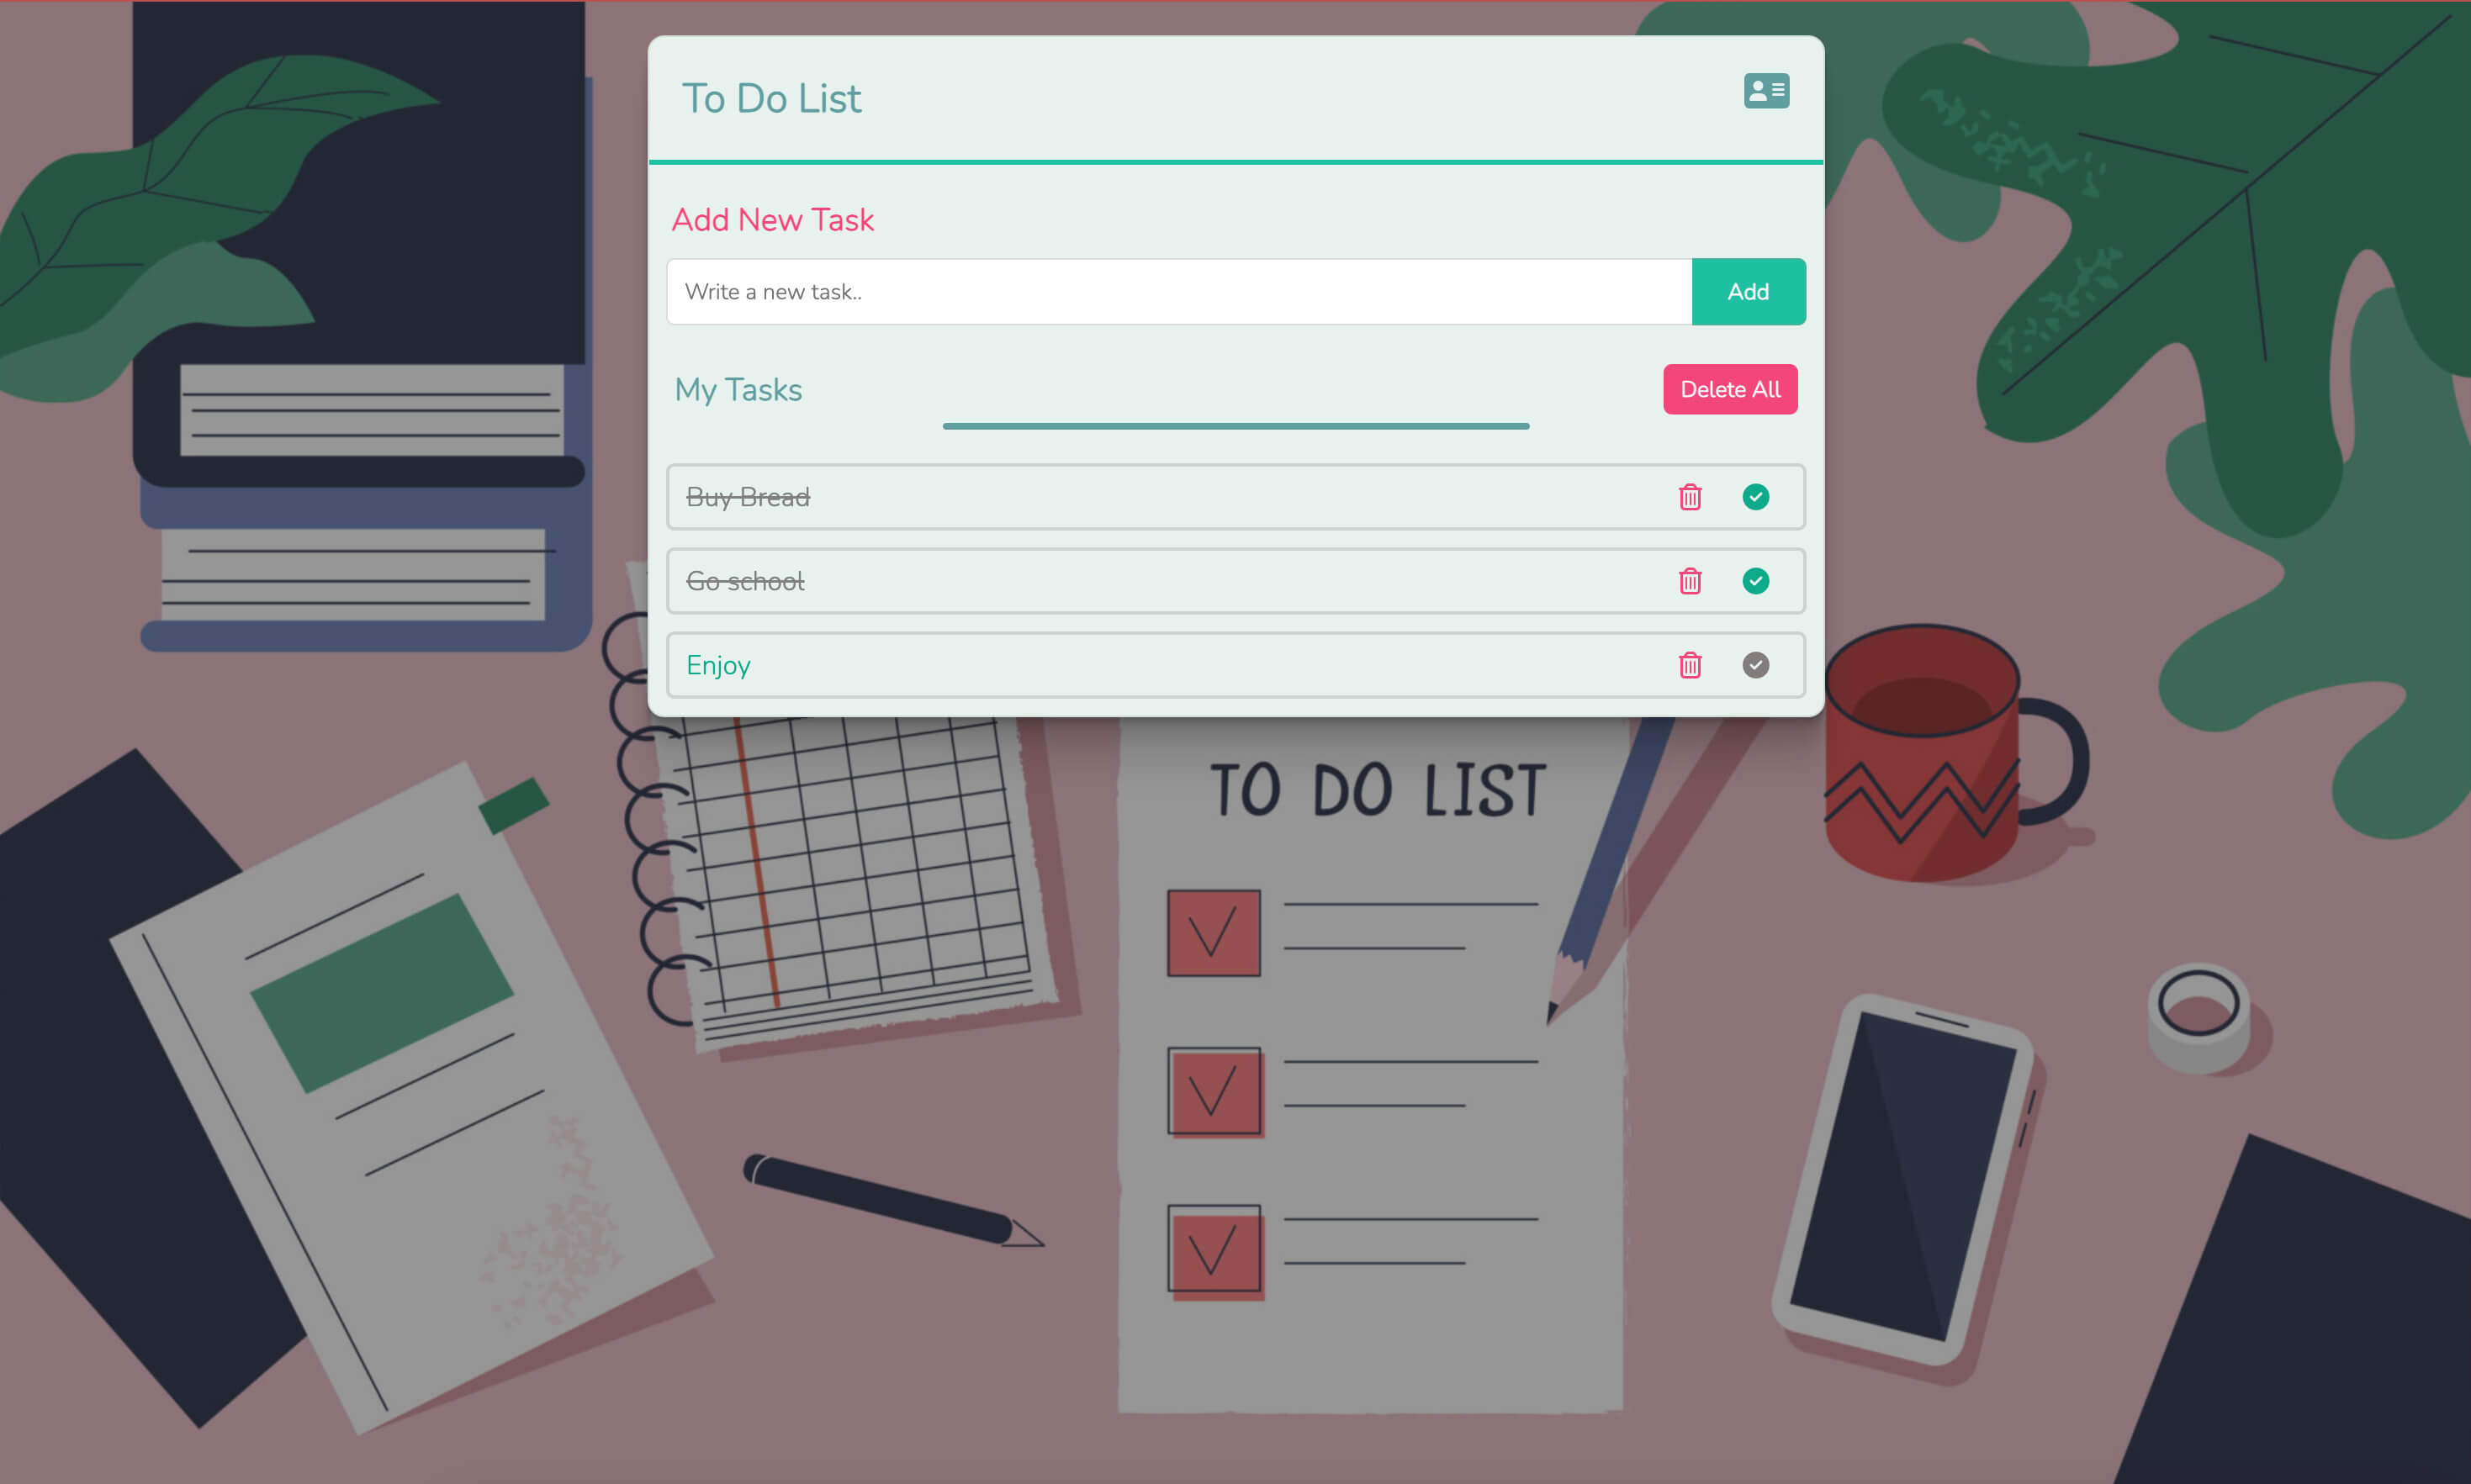 To Do List
Add New Task
Write a new task..
Add
My Tasks
Delete All
Buy Bread
Go school
Enjoy
TO DO LIST